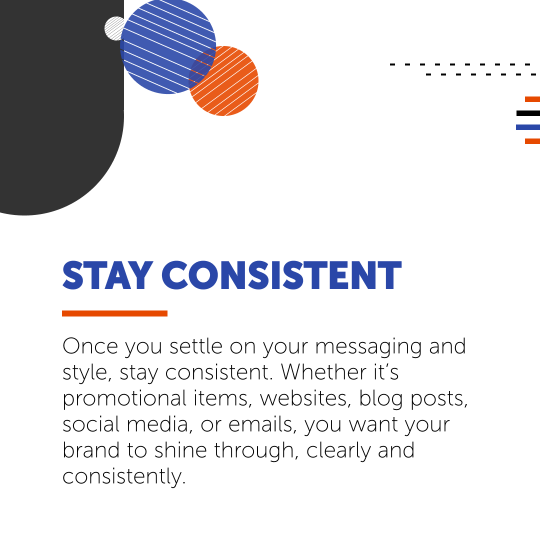 STAY CONSISTENT
Once you settle on your messaging and
style, stay consistent. Whether it’s
promotional items, websites, blog posts,
social media, or emails, you want your
brand to shine through, clearly and
consistently.